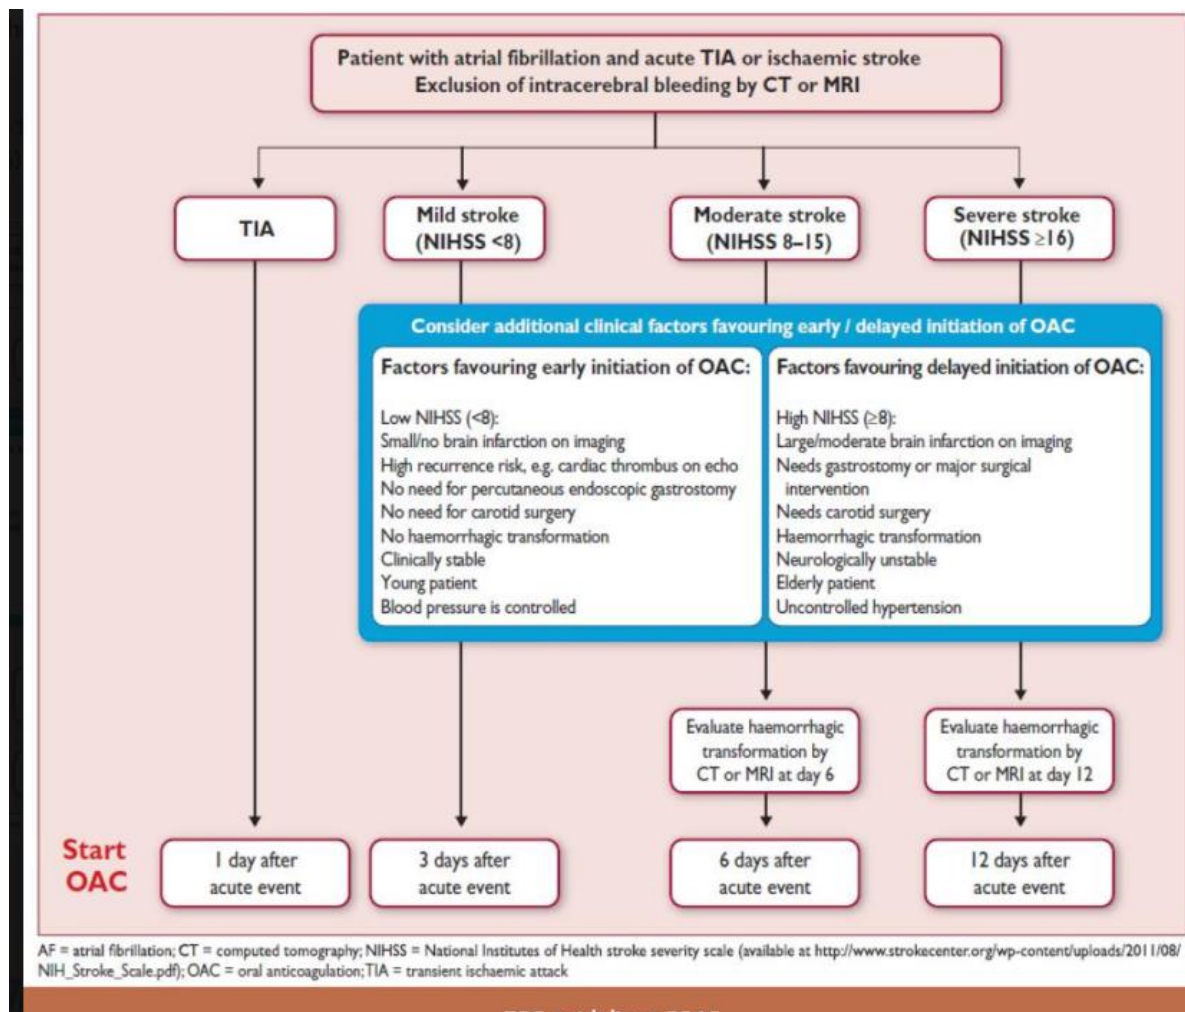 Patient with atrial fibrillation and acute TIA or ischaemic stroke
Exclusion of intracerebral bleeding by CT or MRI
TIA
Mild stroke
(NIHSS <8)
Moderate stroke
(NIHSS 8–15)
Severe stroke
(NIHSS ≥16)
Consider additional clinical factors favouring early / delayed initiation of OAC
Factors favouring early initiation of OAC:
Low NIHSS (<8):
Small/no brain infarction on imaging
High recurrence risk, e.g. cardiac thrombus on echo
No need for percutaneous endoscopic gastrostomy
No need for carotid surgery
No haemorrhagic transformation
Clinically stable
Young patient
Blood pressure is controlled
Factors favouring delayed initiation of OAC:
High NIHSS (≥8):
Large/moderate brain infarction on imaging
Needs gastrostomy or major surgical
intervention
Needs carotid surgery
Haemorrhagic transformation
Neurologically unstable
Elderly patient
Uncontrolled hypertension
Evaluate haemorrhagic
transformation by
CT or MRI at day 6
Evaluate haemorrhagic
transformation by
CT or MRI at day 12
Start
OAC
1 day after
acute event
3 days after
acute event
6 days after
acute event
12 days after
acute event
AF = atrial fibrillation; CT = computed tomography; NIHSS = National Institutes of Health stroke severity scale (available at http://www.strokecenter.org/wp-content/uploads/2011/08/
NIH_Stroke_Scale.pdf); OAC = oral anticoagulation; TIA = transient ischaemic attack